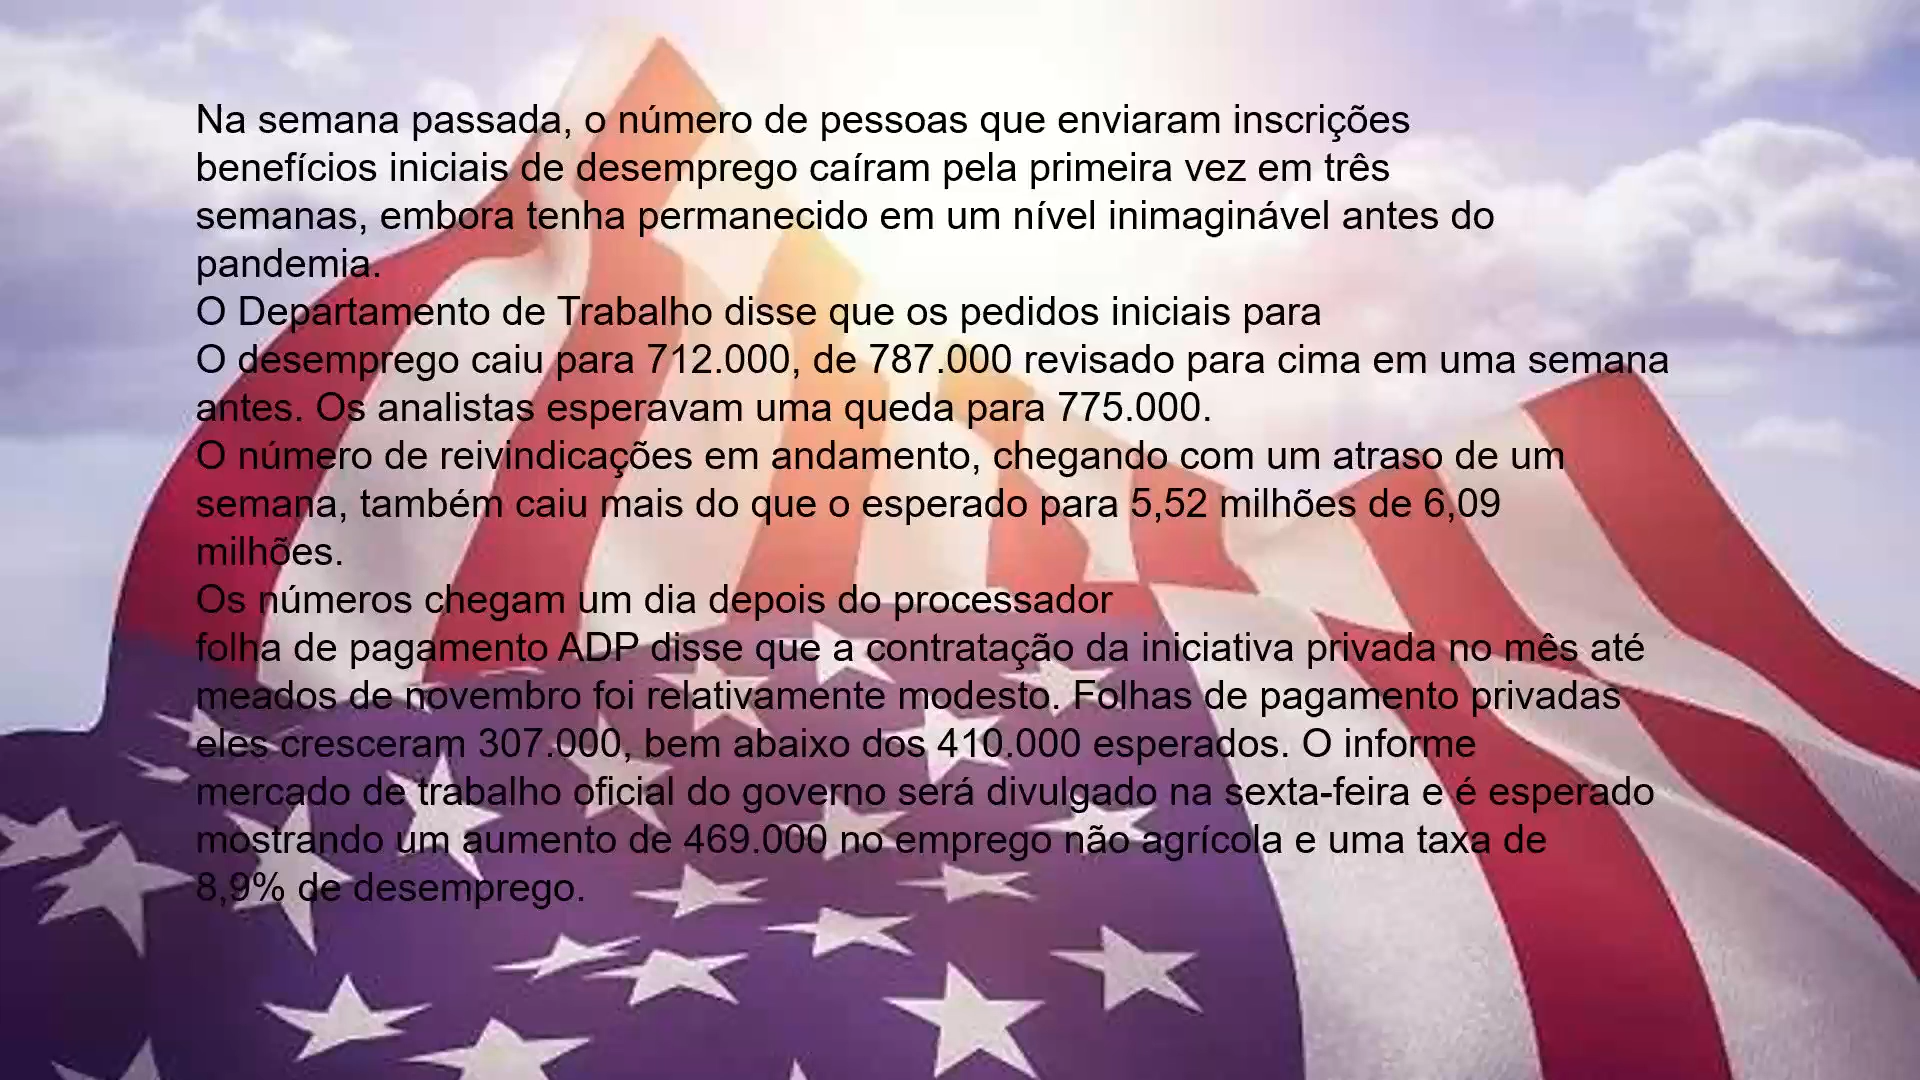 Na semana passada, o número de pessoas que enviaram inscrições
benefícios iniciais de desemprego caíram pela primeira vez em três
semanas, embora tenha permanecido em um nível inimaginável antes do
pandemia.
O Departamento de Trabalho disse que os pedidos iniciais para
O desemprego caiu para 712.000, de 787.000 revisado para cima em uma semana
antes. Os analistas esperavam uma queda para 775.000.
O número de reivindicações em andamento, chegando com um atraso de um
semana, também caiu mais do que o esperado para 5,52 milhões de 6,09
milhões.
Os números chegam um dia depois do processador
folha de pagamento ADP disse que a contratação da iniciativa privada no mês até
meados de novembro foi relativamente modesto. Folhas de pagamento privadas
eles cresceram 307.000, bem abaixo dos 410.000 esperados. O informe
mercado de trabalho oficial do governo será divulgado na sexta-feira e é esperado
mostrando um aumento de 469.000 no emprego não agrícola e uma taxa de
8,9% de desemprego.